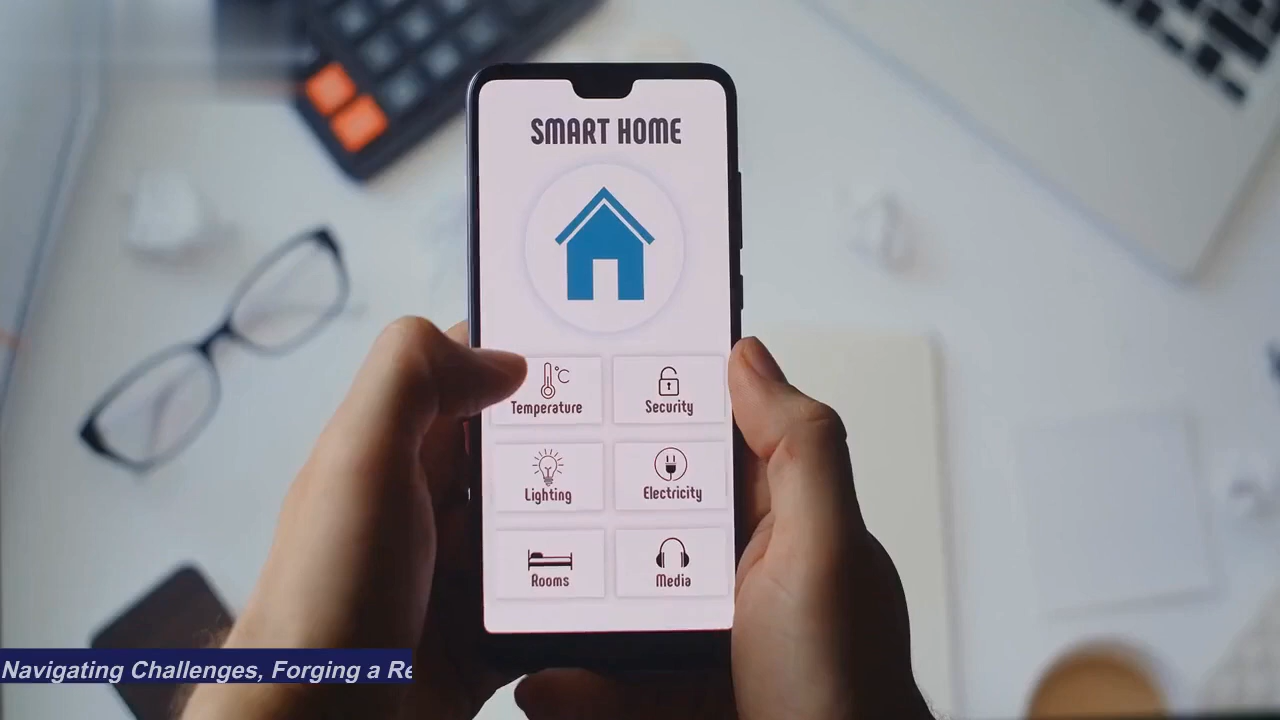 SMART HOME
°C
Temperature
Security
Lighting
Electricity
Rooms
Media
Navigating Challenges, Forging a